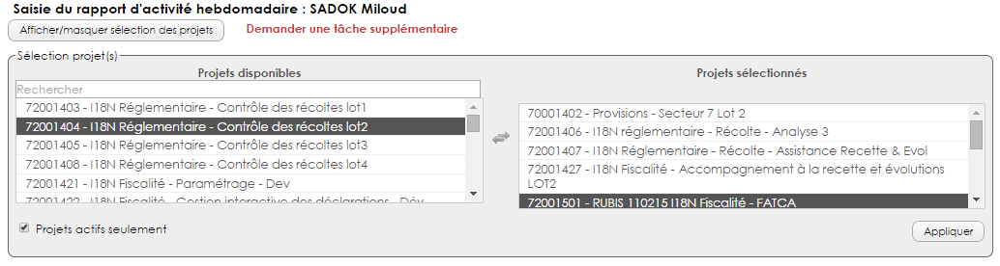 Saisie du rapport d'activité hebdomadaire : SADOK Miloud
Afficher/masquer sélection des projets
Demander une tâche supplémentaire
Sélection projet(s)
Projets disponibles
Rechercher
72001403 - I18N Réglementaire - Contrôle des récoltes lot1
72001404 - I18N Réglementaire - Contrôle des récoltes lot2
72001405 - I18N Réglementaire - Contrôle des récoltes lot3
72001408 - I18N Réglementaire - Contrôle des récoltes lot4
72001421 - I18N Fiscalité - Paramétrage - Dev
72001422 - I18N Fiscalité - Gestion interactive des déclarations - Dév
Projets sélectionnés
70001402 - Provisions - Secteur 7 Lot 2
72001406 - I18N réglementaire - Récolte - Analyse 3
72001407 - I18N Réglementaire - Récolte - Assistance Recette & Evol
72001427 - I18N Fiscalité - Accompagnement à la recette et évolutions
LOT2
72001501 - RUBIS 110215 I18N Fiscalité - FATCA
Projets actifs seulement
Appliquer